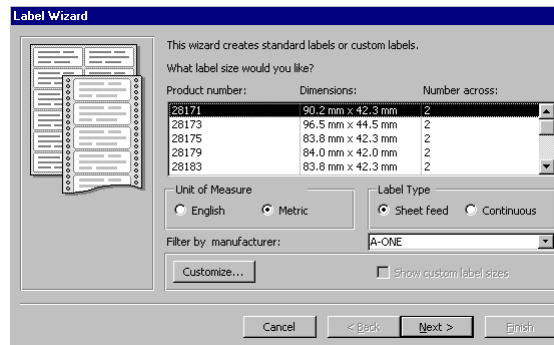 Label Wizard
This wizard creates standard labels or custom labels.
What label size would you like?
Product number: Dimensions: Number across:
28171 90.2 mm x 42.3 mm 2
28173 96.5 mm x 44.5 mm 2
28175 83.8 mm x 42.3 mm 2
28179 84.0 mm x 42.0 mm 2
28183 83.8 mm x 42.3 mm 2
Unit of Measure Label Type
English Metric Sheet feed Continuous
Filter by manufacturer: A-ONE
Customize... Show custom label sizes
Cancel < Back Next > Finish